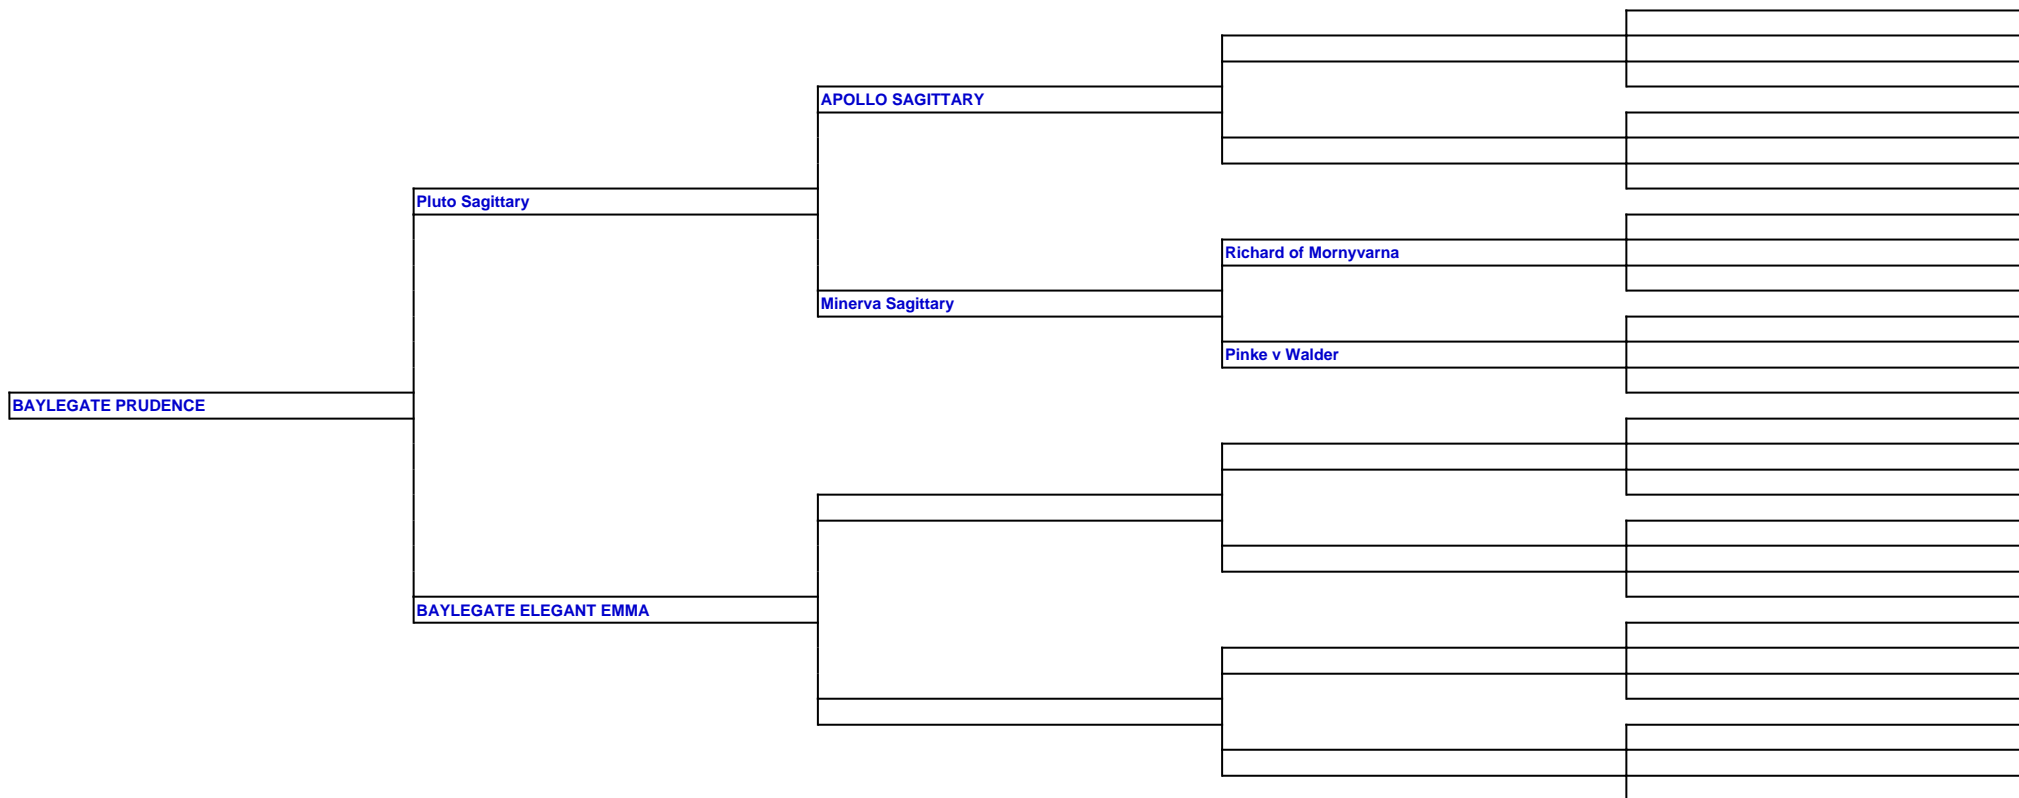 APOLLO SAGITTARY
Pluto Sagittary
Richard of Mornyvarna
Minerva Sagittary
Pinke v Walder
BAYLEGATE PRUDENCE
BAYLEGATE ELEGANT EMMA